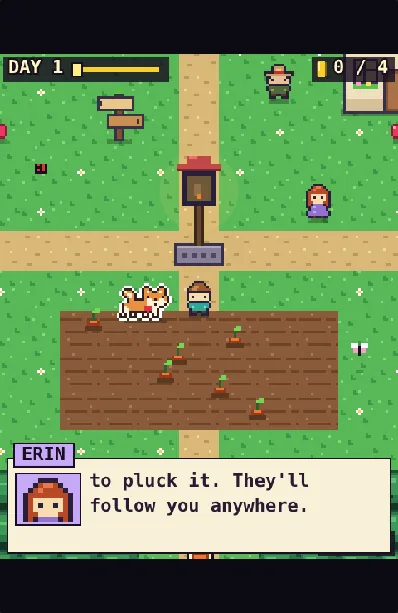 DAY 1
0 / 4
ERIN
to pluck it. They'll
follow you anywhere.